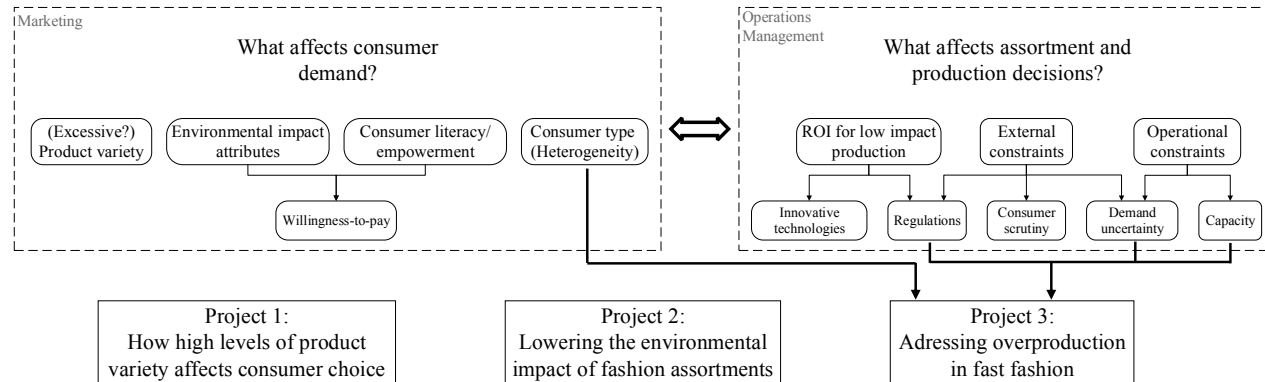 Marketing
What affects consumer
demand?
(Excessive?)
Product variety
Environmental impact
attributes
Consumer literacy/
empowerment
Consumer type
(Heterogeneity)
Willingness-to-pay
Operations
Management
What affects assortment and
production decisions?
ROI for low impact
production
External
constraints
Operational
constraints
Innovative
technologies
Regulations
Consumer
scrutiny
Demand
uncertainty
Capacity
Project 1:
How high levels of product
variety affects consumer choice
Project 2:
Lowering the environmental
impact of fashion assortments
Project 3:
Adressing overproduction
in fast fashion